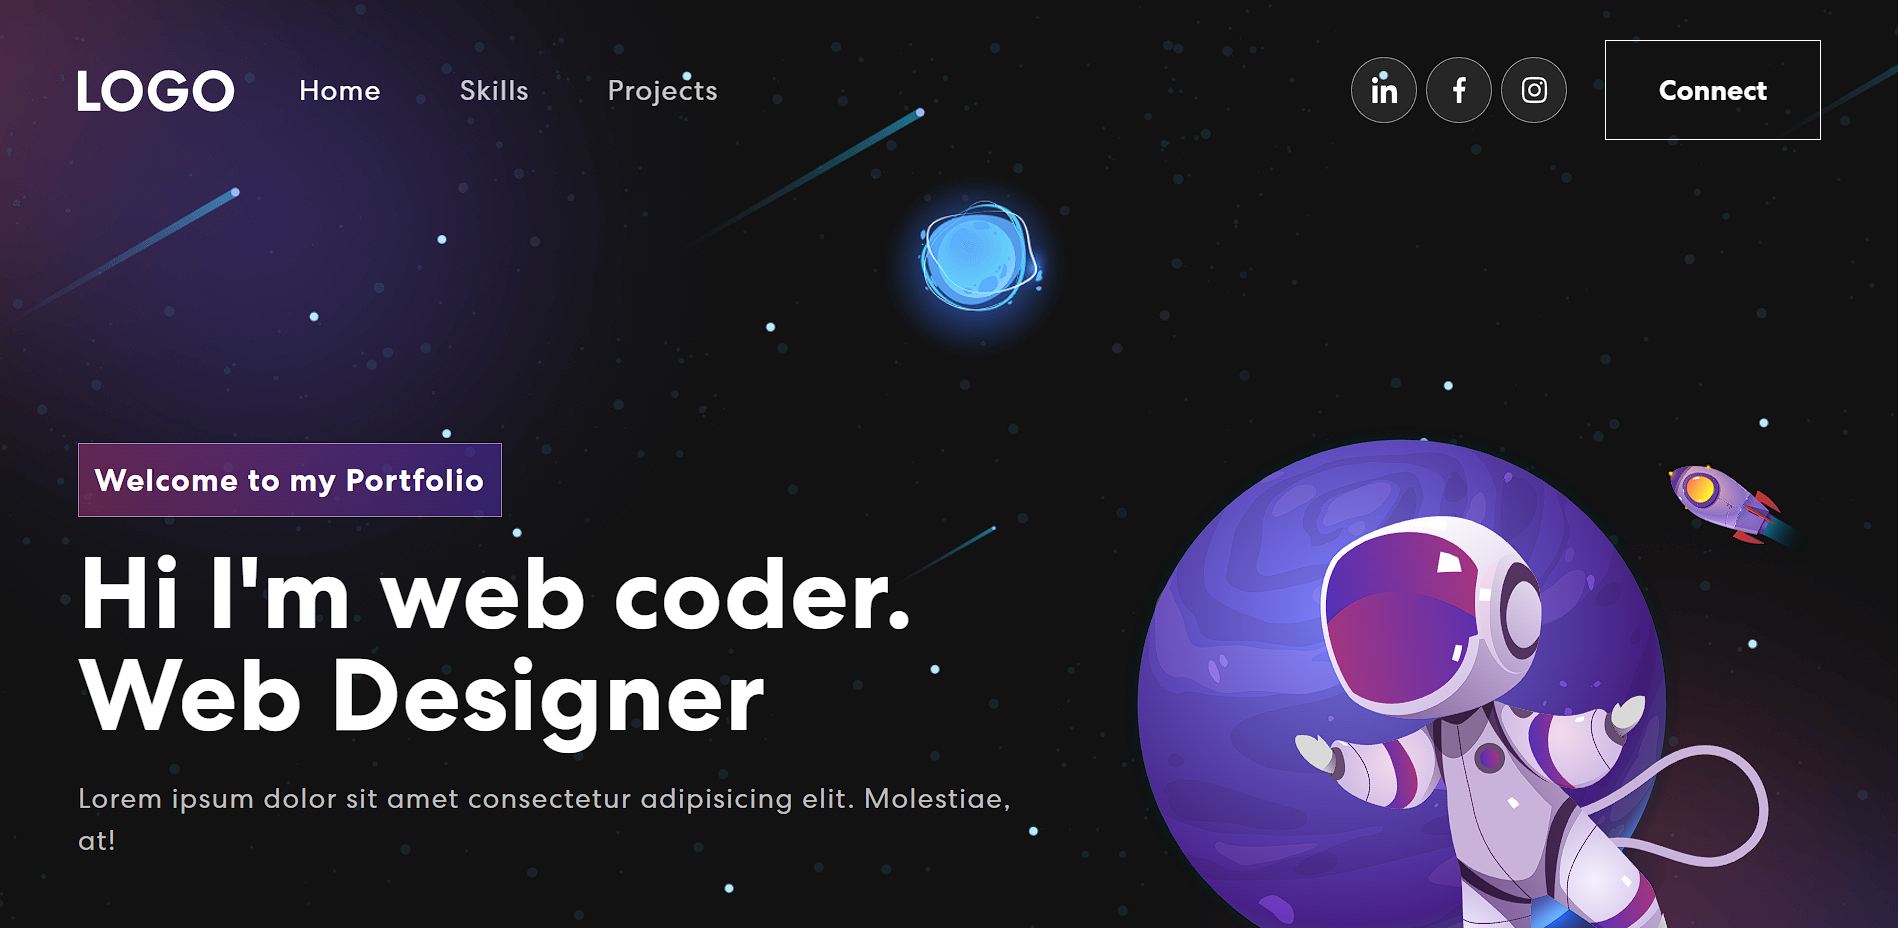 LOGO Home Skills Projects in f Connect
Welcome to my Portfolio
Hi I'm web coder.
Web Designer
Lorem ipsum dolor sit amet consectetur adipisicing elit. Molestiae,
at!